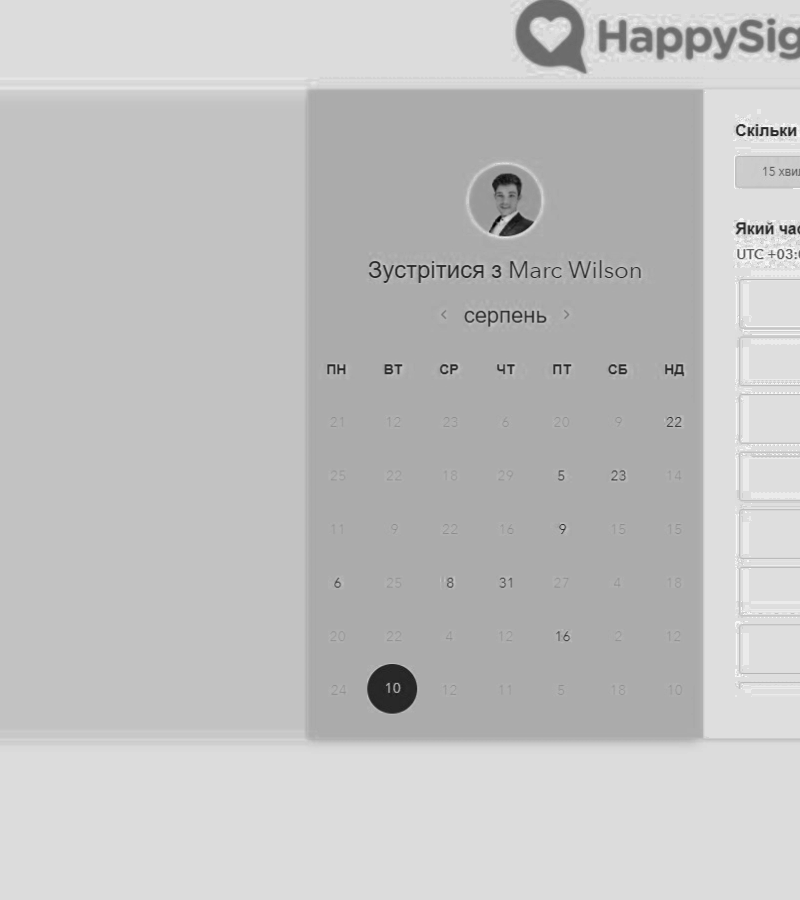 HappySig
Зустрітися з Marc Wilson
‹ серпень ›
ПН ВТ СР ЧТ ПТ СБ НД
21 12 23 6 20 9 22
25 22 18 29 5 23 14
11 9 22 16 9 15 15
6 25 8 31 27 4 18
20 22 4 12 16 2 12
24 10 12 11 5 18 10
Скільки
15 хви
Який час
UTC +03: